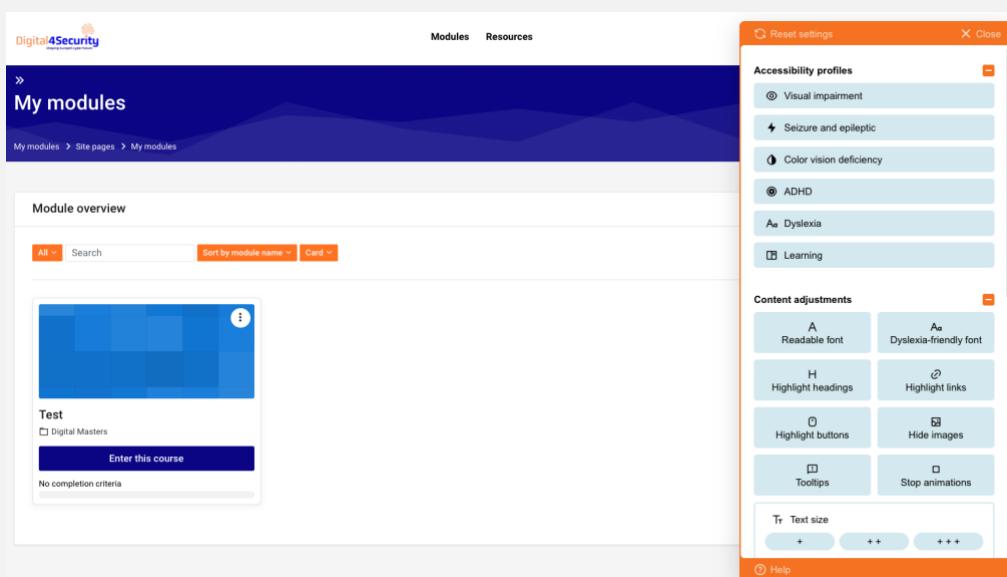 Digital4Security
Modules Resources
My modules
My modules Site pages My modules
Module overview
All Search Sort by module name Card
Test
Digital Masters
Enter this course
No completion criteria
Reset settings Close
Accessibility profiles
Visual impairment
Seizure and epileptic
Color vision deficiency
ADHD
Aa Dyslexia
Learning
Content adjustments
A Aa
Readable font Dyslexia-friendly font
H
Highlight headings Highlight links
Highlight buttons Hide images
Tooltips Stop animations
TT Text size
+ ++ +++
Help